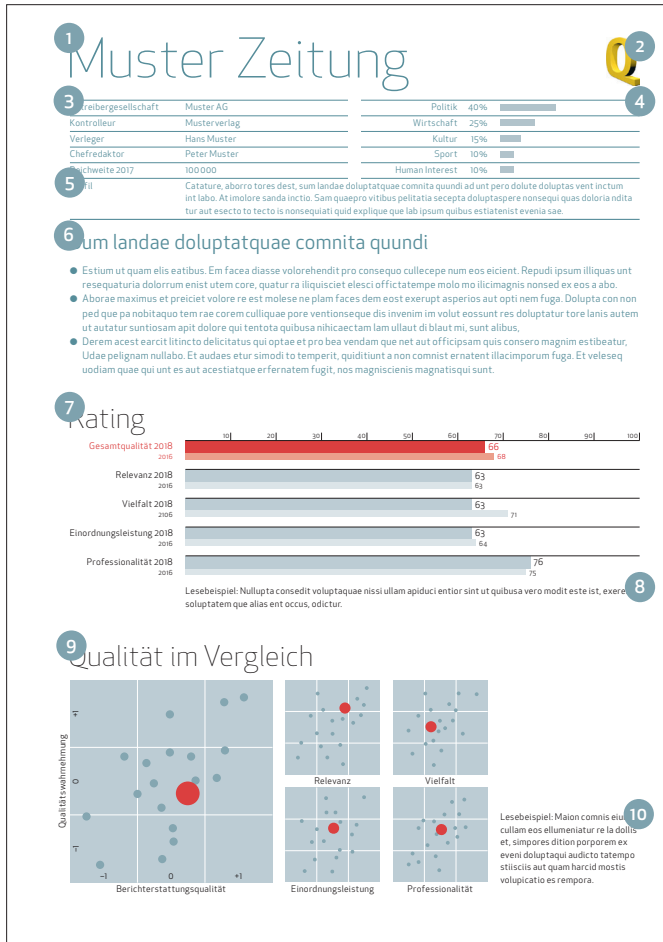 1
Muster Zeitung
2
Q
3
treibergesellschaft Muster AG
Kontrolleur Musterverlag
Verleger Hans Muster
Chefredaktor Peter Muster
Reichweite 2017 100 000
4
Politik 40%
Wirtschaft 25%
Kultur 15%
Sport 10%
Human Interest 10%
5
fil Catature, aborro tores dest, sum landae doluptatquae comnita quundi ad unt pero dolute doluptas vent inctum
int labo. At imolore sanda inctio. Sam quaepro vitibus pelitatia secepta doluptaspere nonsequi quas doloria ndita
tur aut esecto to tecto is nonsequiati quid explique que lab ipsum quibus estiatenist evenia sae.
6
um landae doluptatquae comnita quundi
● Estium ut quam elis eatibus. Em facea diasse volorehendit pro consequo cullecepe num eos eicient. Repudi ipsum illiquas unt
resequaturia dolorrum enist utem core, quatur ra iliquisciet elesci offictatempe molo mo ilicimagnis nonsed ex eos a abo.
● Aborae maximus et preiciet volore re est molese ne plam faces dem eost exerupt asperios aut opti nem fuga. Dolupta con non
ped que pa nobitaquo tem rae corem cullique pore ventionseque dis invenim im volut eossunt res doluptatur tore lanis autem
ut autatur suntiosam apit dolore qui tentota quibusa nihicaectam lam ullaut di blaut mi, sunt alibus,
● Derem acest earcit litincto delicitatus qui optae et pro bea vendam que net aut officipsam quis consero magnim estibeatur,
Udae pelignam nullabo. Et audaes etur simodi to temperit, quiditiunt a non comnist ernatent illacimporum fuga. Et veleseq
uodiam quae qui unt es aut acestiatque erfernatem fugit, nos magniscienis magnatisqui sunt.
7
Rating
10 20 30 40 50 60 70 80 90 100
Gesamtqualität 2018 66
2016 68
Relevanz 2018 63
2016 63
Vielfalt 2018 63
2106 71
Einordnungsleistung 2018 63
2016 64
Professionalität 2018 76
2016 75
Lesebeispiel: Nullupta consedit voluptaquae nissi ullam apiduci entior sint ut quibusa vero modit este ist, exere
soluptatem que alias ent occus, odictur.
8
9
Qualität im Vergleich
+1
0
–1
Qualitätswahrnehmung
–1 0 +1
Berichterstattungsqualität
Relevanz
Vielfalt
Einordnungsleistung
Professionalität
10
Lesebeispiel: Maion comnis eiu
cullam eos ellumeniatur re la dollis
et, simpores dition porporem ex
eveni doluptaqui audicto tatempo
stiisciis aut quam harcid mostis
volupicatio es rempora.